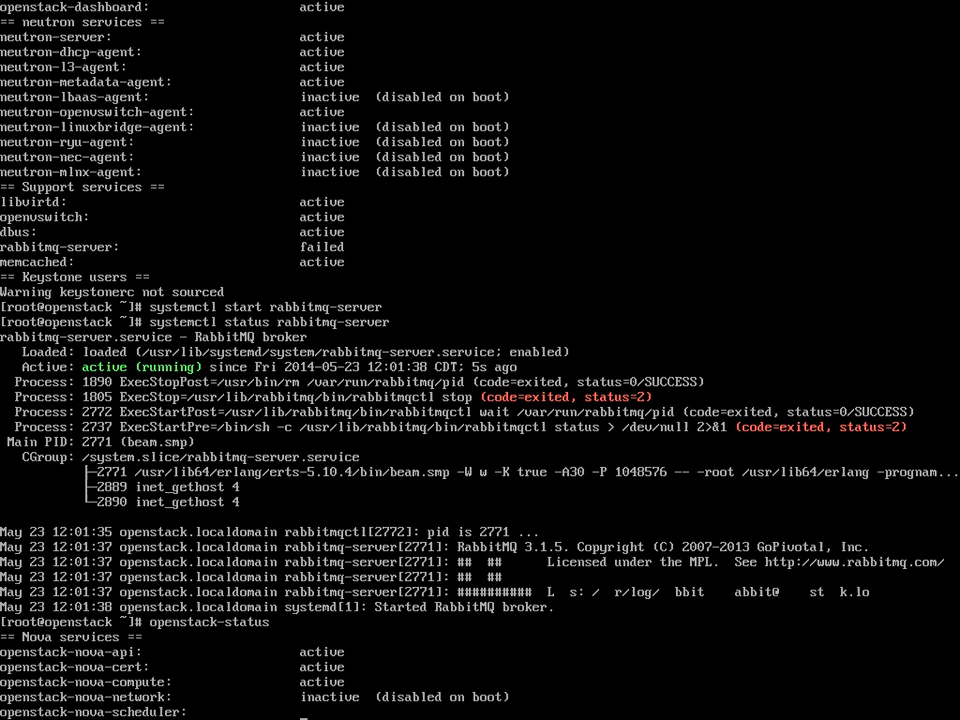 openstack-dashboard: active
== neutron services ==
neutron-server: active
neutron-dhcp-agent: active
neutron-l3-agent: active
neutron-metadata-agent: active
neutron-lbaas-agent: inactive (disabled on boot)
neutron-openvswitch-agent: active
neutron-linuxbridge-agent: inactive (disabled on boot)
neutron-ryu-agent: inactive (disabled on boot)
neutron-nec-agent: inactive (disabled on boot)
neutron-mlnx-agent: inactive (disabled on boot)
== Support services ==
libvirtd: active
openvswitch: active
dbus: active
rabbitmq-server: failed
memcached: active
== Keystone users ==
Warning keystonerc not sourced
[root@openstack ~]# systemctl start rabbitmq-server
[root@openstack ~]# systemctl status rabbitmq-server
rabbitmq-server.service - RabbitMQ broker
Loaded: loaded (/usr/lib/systemd/system/rabbitmq-server.service; enabled)
Active: active (running) since Fri 2014-05-23 12:01:38 CDT; 5s ago
Process: 1890 ExecStopPost=/usr/bin/rm /var/run/rabbitmq/pid (code=exited, status=0/SUCCESS)
Process: 1805 ExecStop=/usr/lib/rabbitmq/bin/rabbitmqctl stop (code=exited, status=2)
Process: 2772 ExecStartPost=/usr/lib/rabbitmq/bin/rabbitmqctl wait /var/run/rabbitmq/pid (code=exited, status=0/SUCCESS)
Process: 2737 ExecStartPre=/bin/sh -c /usr/lib/rabbitmq/bin/rabbitmqctl status > /dev/null 2>&1 (code=exited, status=2)
Main PID: 2771 (beam.smp)
CGroup: /system.slice/rabbitmq-server.service
├─2771 /usr/lib64/erlang/erts-5.10.4/bin/beam.smp -W w -K true -A30 -P 1048576 -- -root /usr/lib64/erlang -prognam...
├─2889 inet_gethost 4
└─2890 inet_gethost 4
May 23 12:01:35 openstack.localdomain rabbitmqctl[2772]: pid is 2771 ...
May 23 12:01:37 openstack.localdomain rabbitmq-server[2771]: RabbitMQ 3.1.5. Copyright (C) 2007-2013 GoPivotal, Inc.
May 23 12:01:37 openstack.localdomain rabbitmq-server[2771]: ## ## Licensed under the MPL. See http://www.rabbitmq.com/
May 23 12:01:37 openstack.localdomain rabbitmq-server[2771]: ## ##
May 23 12:01:37 openstack.localdomain rabbitmq-server[2771]: ########## L s: / r/log/ bbit abbit@ st k.lo
May 23 12:01:38 openstack.localdomain systemd[1]: Started RabbitMQ broker.
[root@openstack ~]# openstack-status
== Nova services ==
openstack-nova-api: active
openstack-nova-cert: active
openstack-nova-compute: active
openstack-nova-network: inactive (disabled on boot)
openstack-nova-scheduler: